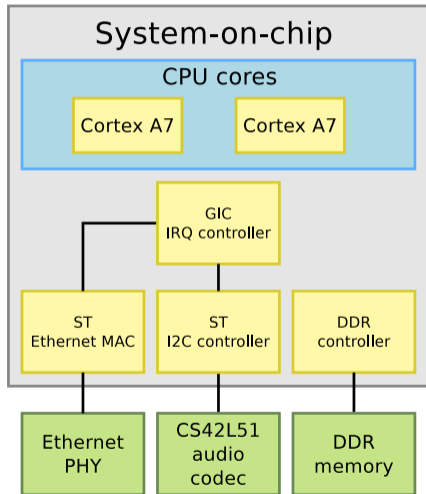 System-on-chip
CPU cores
Cortex A7
Cortex A7
GIC
IRQ controller
ST
Ethernet MAC
ST
I2C controller
DDR
controller
Ethernet
PHY
CS42L51
audio
codec
DDR
memory